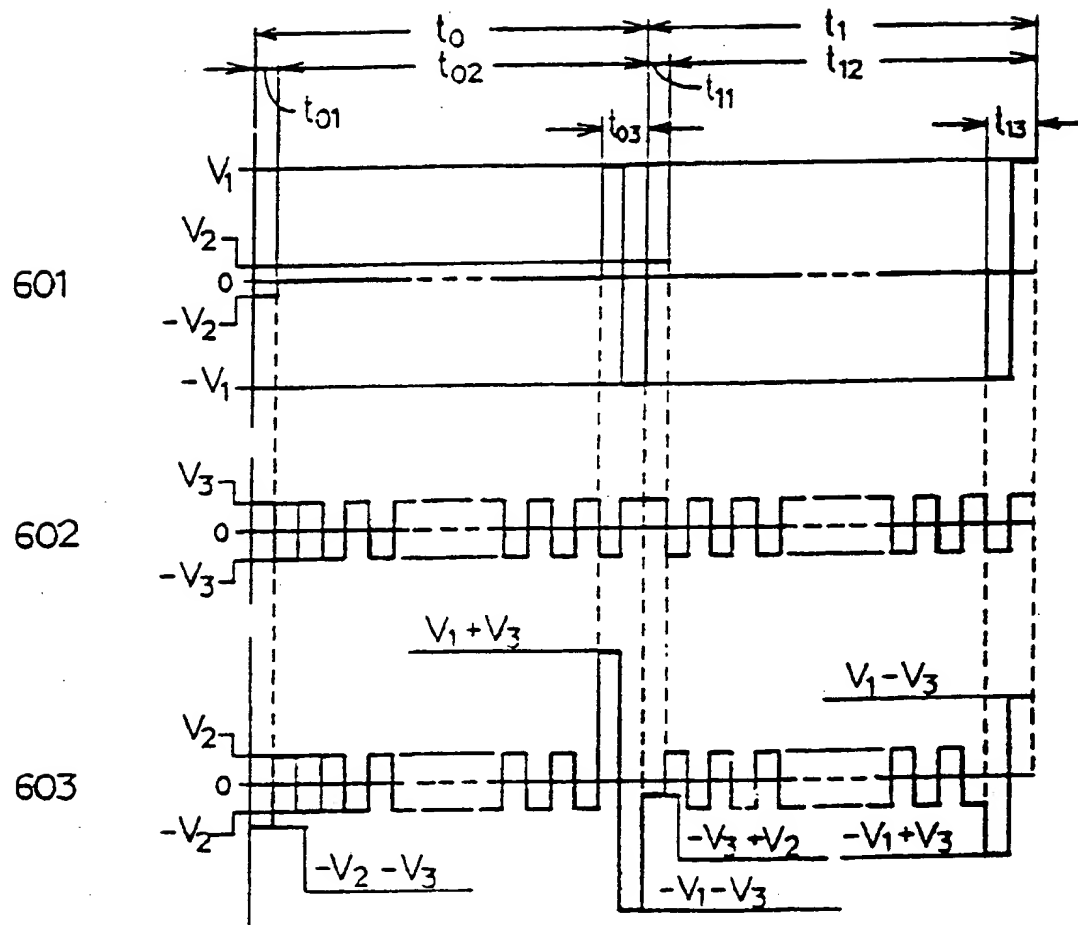 t₀ t₁
t₀₂ t₁₂
t₀₁ t₁₁
t₀₃ t₁₃
V₁
V₂
601 0
-V₂
-V₁
V₃
602 0
-V₃
V₁+V₃
V₁-V₃
V₂
603 0
-V₂ -V₃+V₂ -V₁+V₃
-V₂-V₃ -V₁-V₃